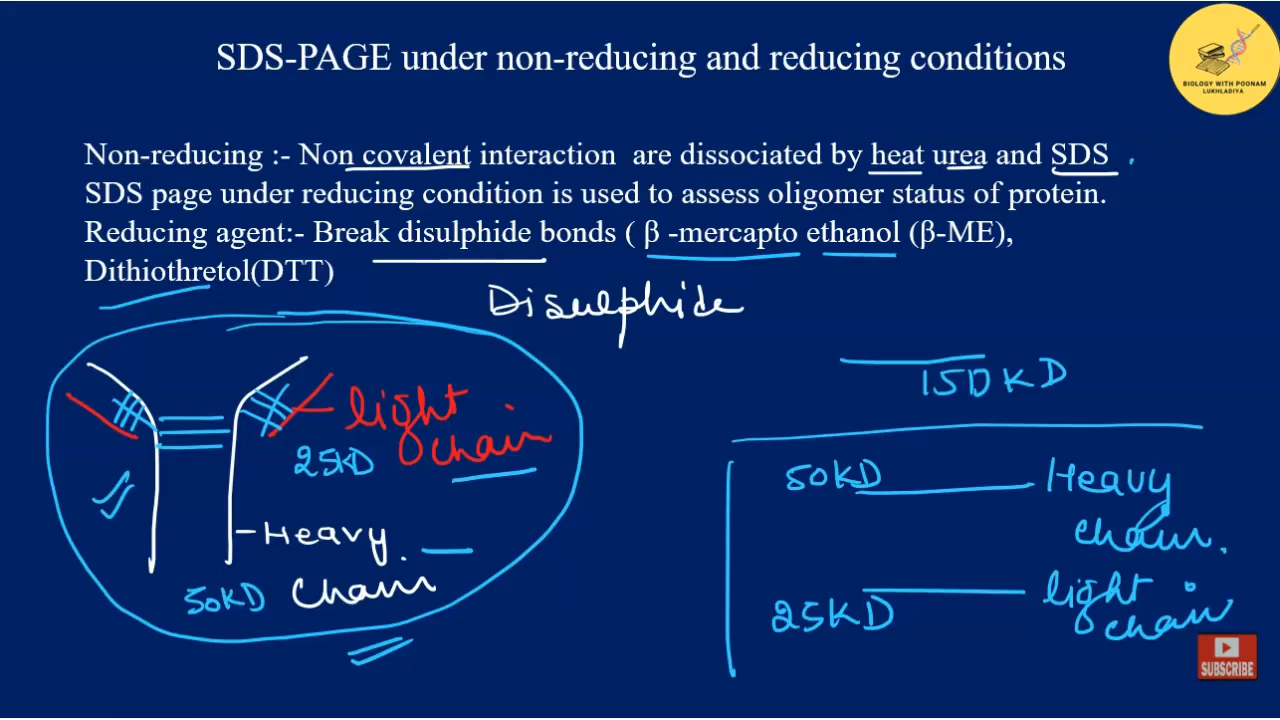 SDS-PAGE under non-reducing and reducing conditions
BIOLOGY WITH POONAM
LUKHLADIYA
Non-reducing :- Non covalent interaction are dissociated by heat urea and SDS .
SDS page under reducing condition is used to assess oligomer status of protein.
Reducing agent:- Break disulphide bonds ( β -mercapto ethanol (β-ME),
Dithiothretol(DTT)
Disulphide
light
chain
25KD
Heavy
50KD Chain
150KD
50KD Heavy
chain.
25KD light
chain
SUBSCRIBE